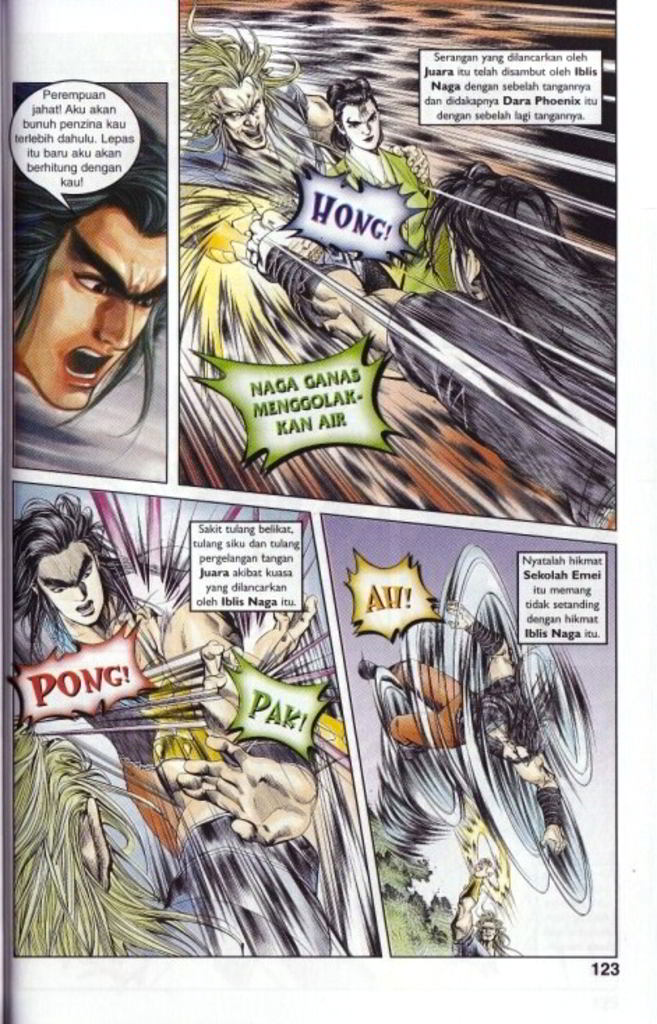 Perempuan
jahat! Aku akan
bunuh penzina kau
terlebih dahulu. Lepas
itu baru aku akan
berhitung dengan
kau!
Serangan yang dilancarkan oleh
Juara itu telah disambut oleh Iblis
Naga dengan sebelah tangannya
dan didakapnya Dara Phoenix itu
dengan sebelah lagi tangannya.
HONG!
NAGA GANAS
MENGGOLAK-
KAN AIR
Sakit tulang belikat,
tulang siku dan tulang
pergelangan tangan
Juara akibat kuasa
yang dilancarkan
oleh Iblis Naga itu.
PONG!
PAK!
AH!
Nyatalah hikmat
Sekolah Emei
itu memang
tidak setanding
dengan hikmat
Iblis Naga itu.
123